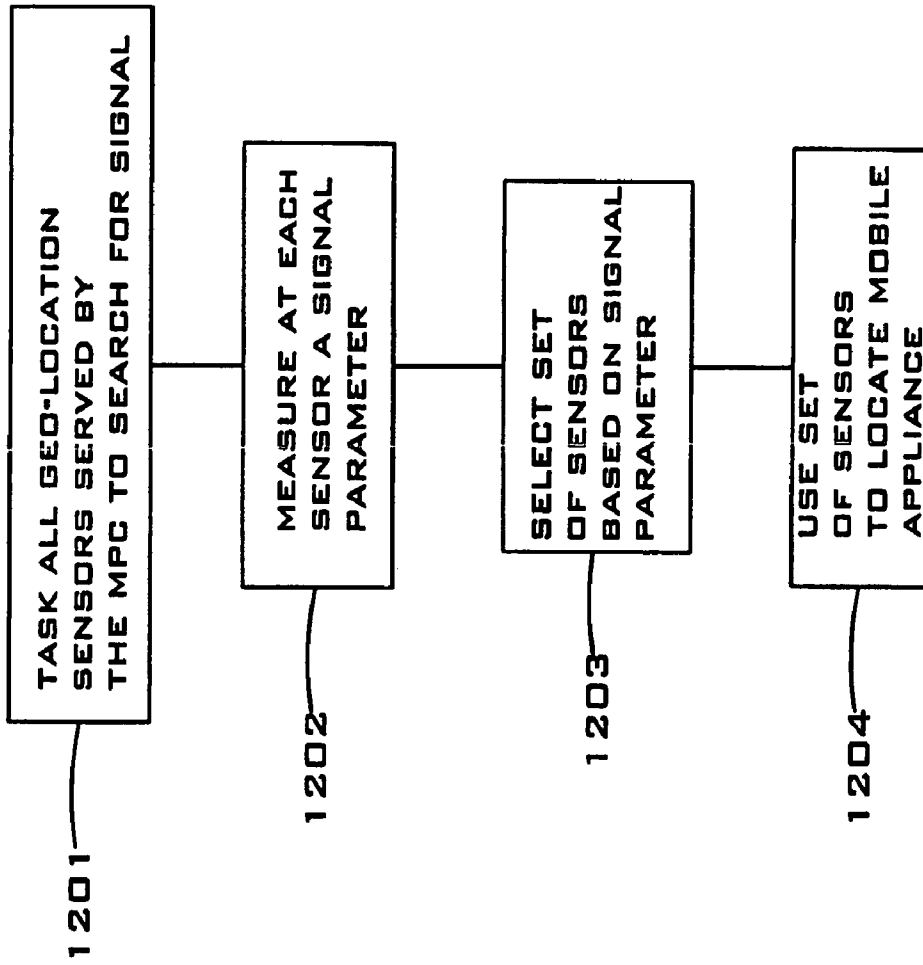 TASK ALL GEO-LOCATION
SENSORS SERVED BY
THE MPC TO SEARCH FOR SIGNAL
1201
MEASURE AT EACH
SENSOR A SIGNAL
PARAMETER
1202
SELECT SET
OF SENSORS
BASED ON SIGNAL
PARAMETER
1203
USE SET
OF SENSORS
TO LOCATE MOBILE
APPLIANCE
1204